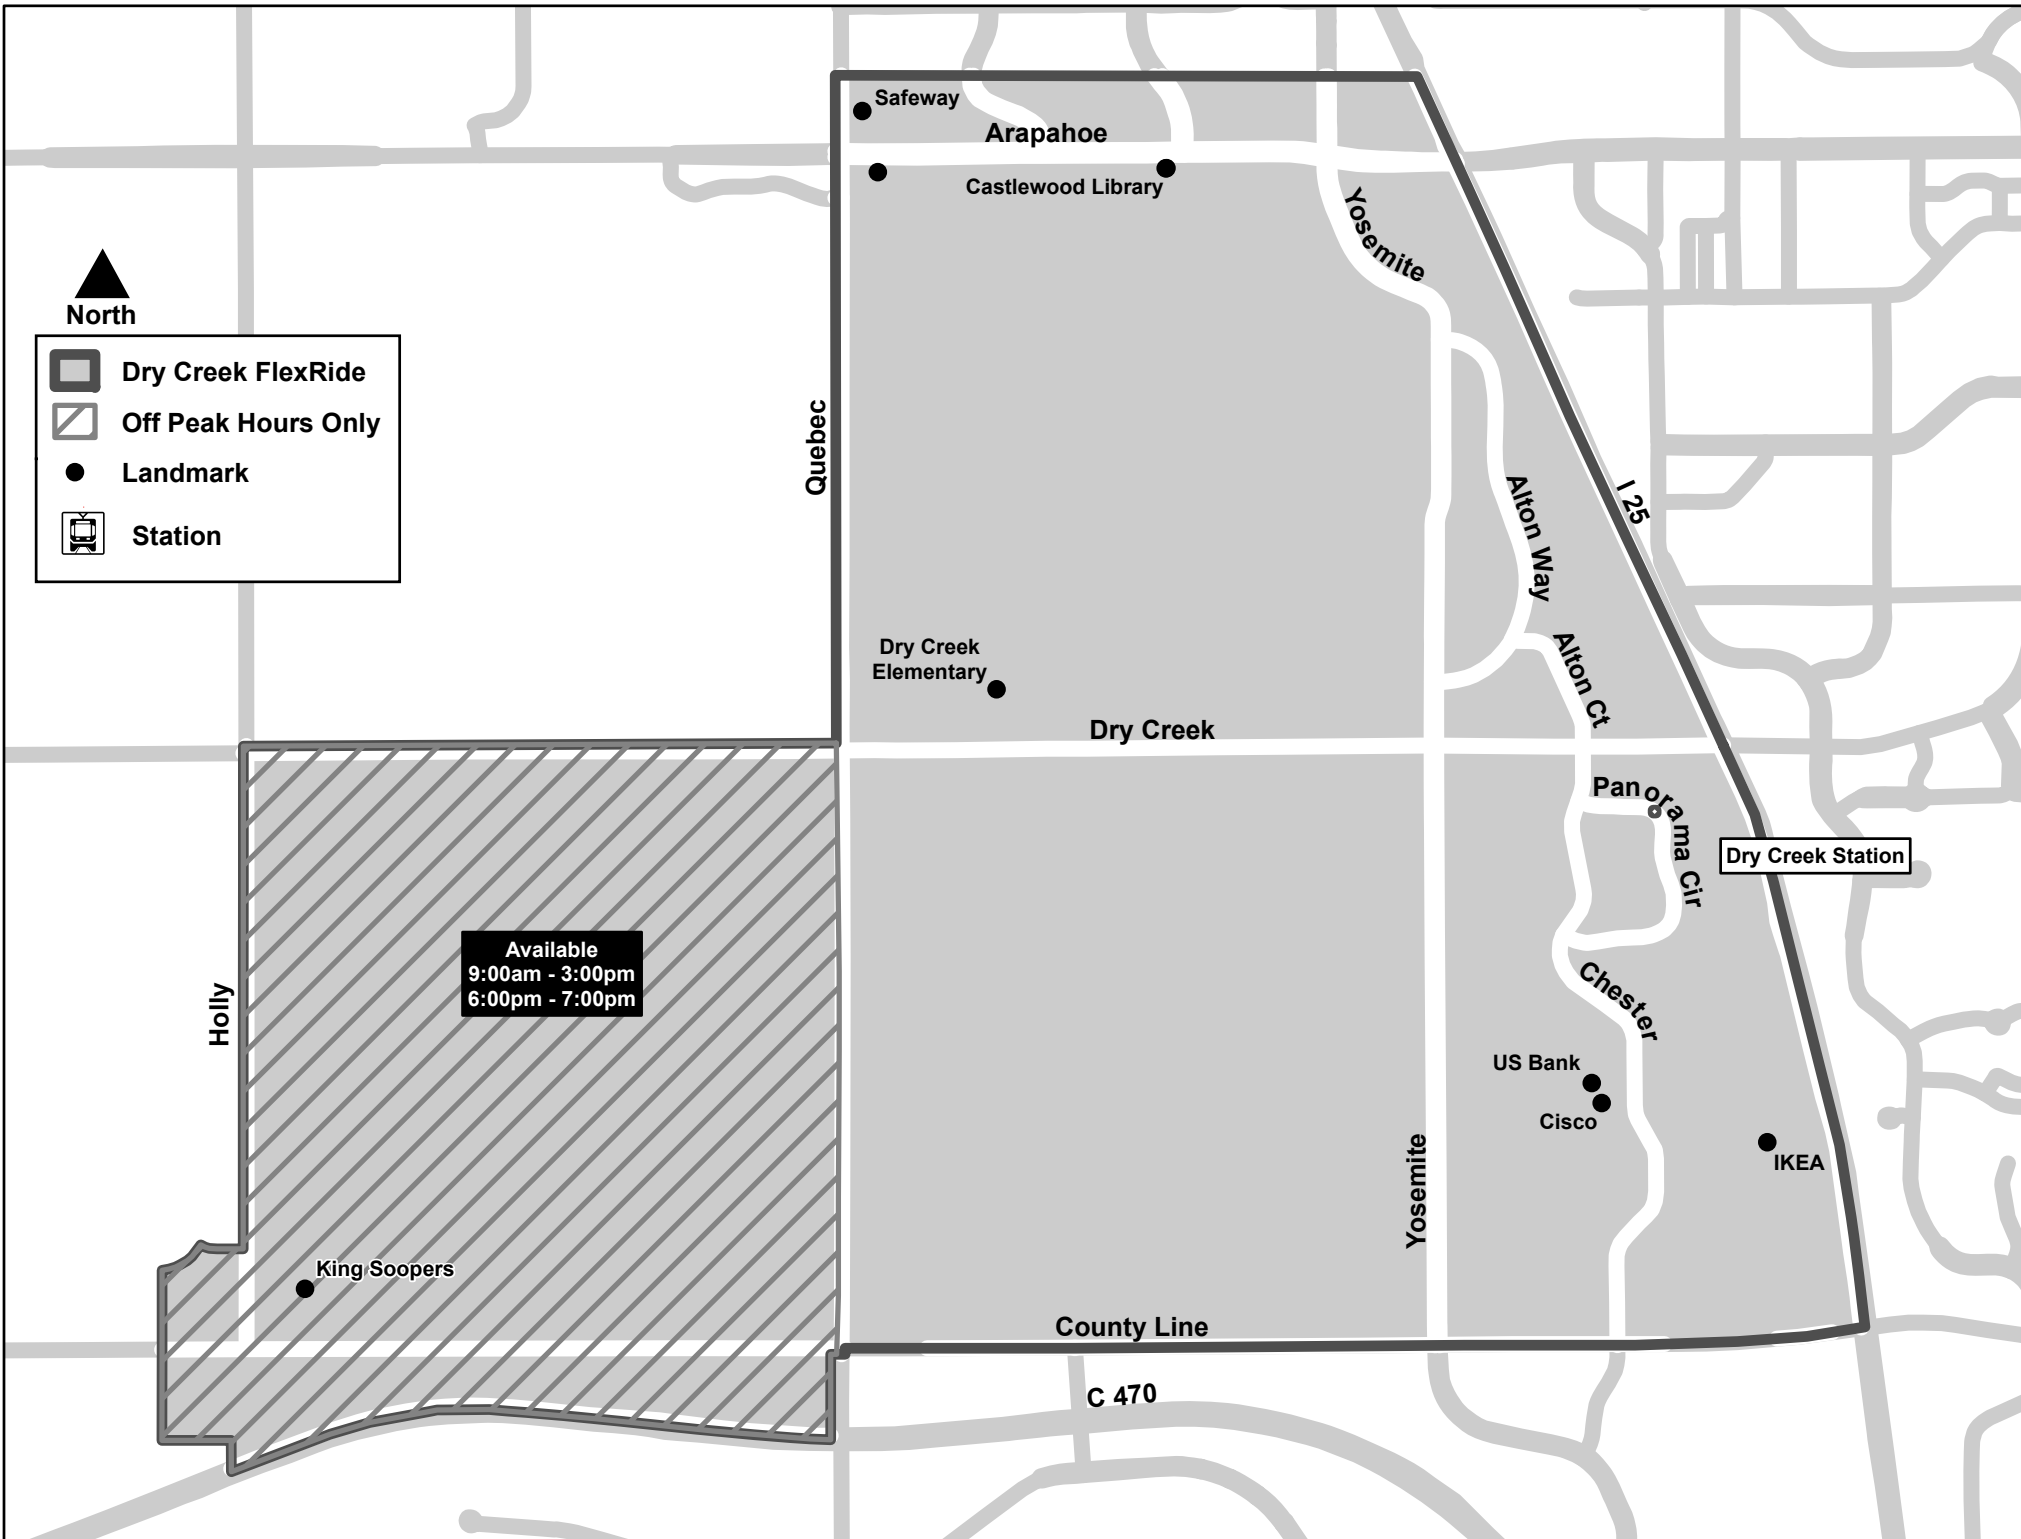 Safeway
Arapahoe
Castlewood Library
Yosemite
North
Dry Creek FlexRide
Off Peak Hours Only
Landmark
Station
Quebec
I 25
Alton Way
Alton Ct
Dry Creek
Elementary
Dry Creek
Panorama Cir
Dry Creek Station
Available
9:00am - 3:00pm
6:00pm - 7:00pm
Holly
Chester
US Bank
Cisco
IKEA
Yosemite
King Soopers
County Line
C 470